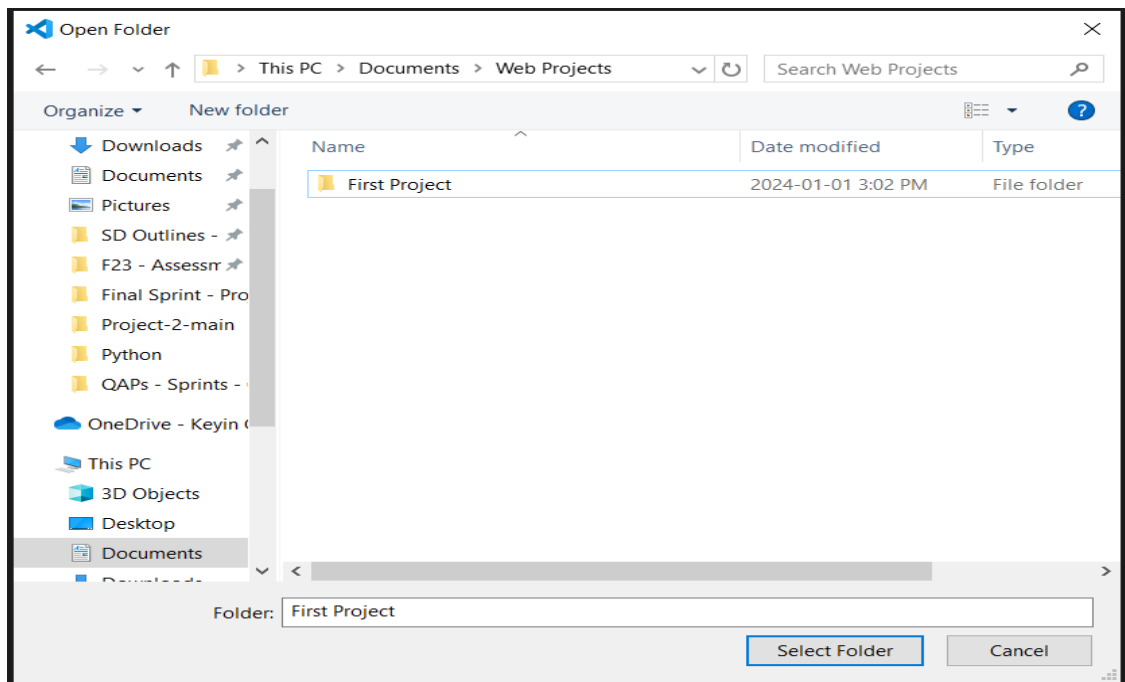 Open Folder
This PC > Documents > Web Projects
Search Web Projects
Organize
New folder
?
Name
Date modified
Type
First Project
2024-01-01 3:02 PM
File folder
Downloads
Documents
Pictures
SD Outlines -
F23 - Assessm
Final Sprint - Pro
Project-2-main
Python
QAPs - Sprints -
OneDrive - Keyin
This PC
3D Objects
Desktop
Documents
Downloads
Folder:
First Project
Select Folder
Cancel